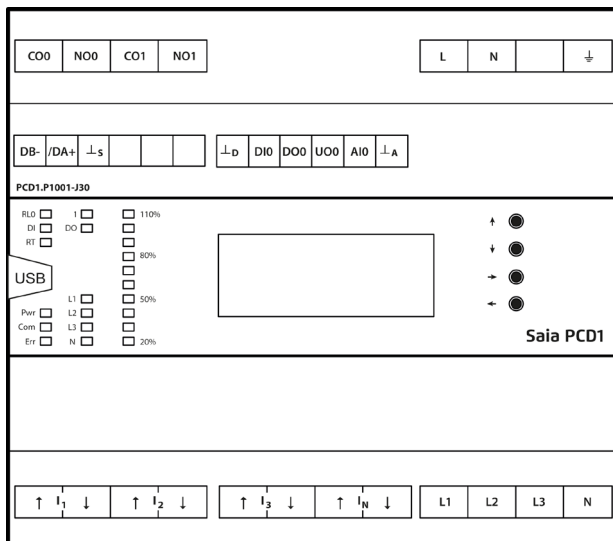 CO0 NO0 CO1 NO1 L N ⏚
DB- /DA+ ⊥S ⊥D DI0 DO0 UO0 AI0 ⊥A
PCD1.P1001-J30
RL0 1 110%
DI DO
RT
80%
USB
L1 50%
Pwr L2
Com L3
Err N 20%
↑
↓
→
←
Saia PCD1
↑ I1 ↓ ↑ I2 ↓ ↑ I3 ↓ ↑ IN ↓ L1 L2 L3 N